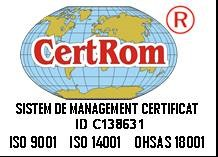 ®
CertRom
SISTEM DE MANAGEMENT CERTIFICAT
ID C138631
ISO 9001 ISO 14001 OHSAS 18001